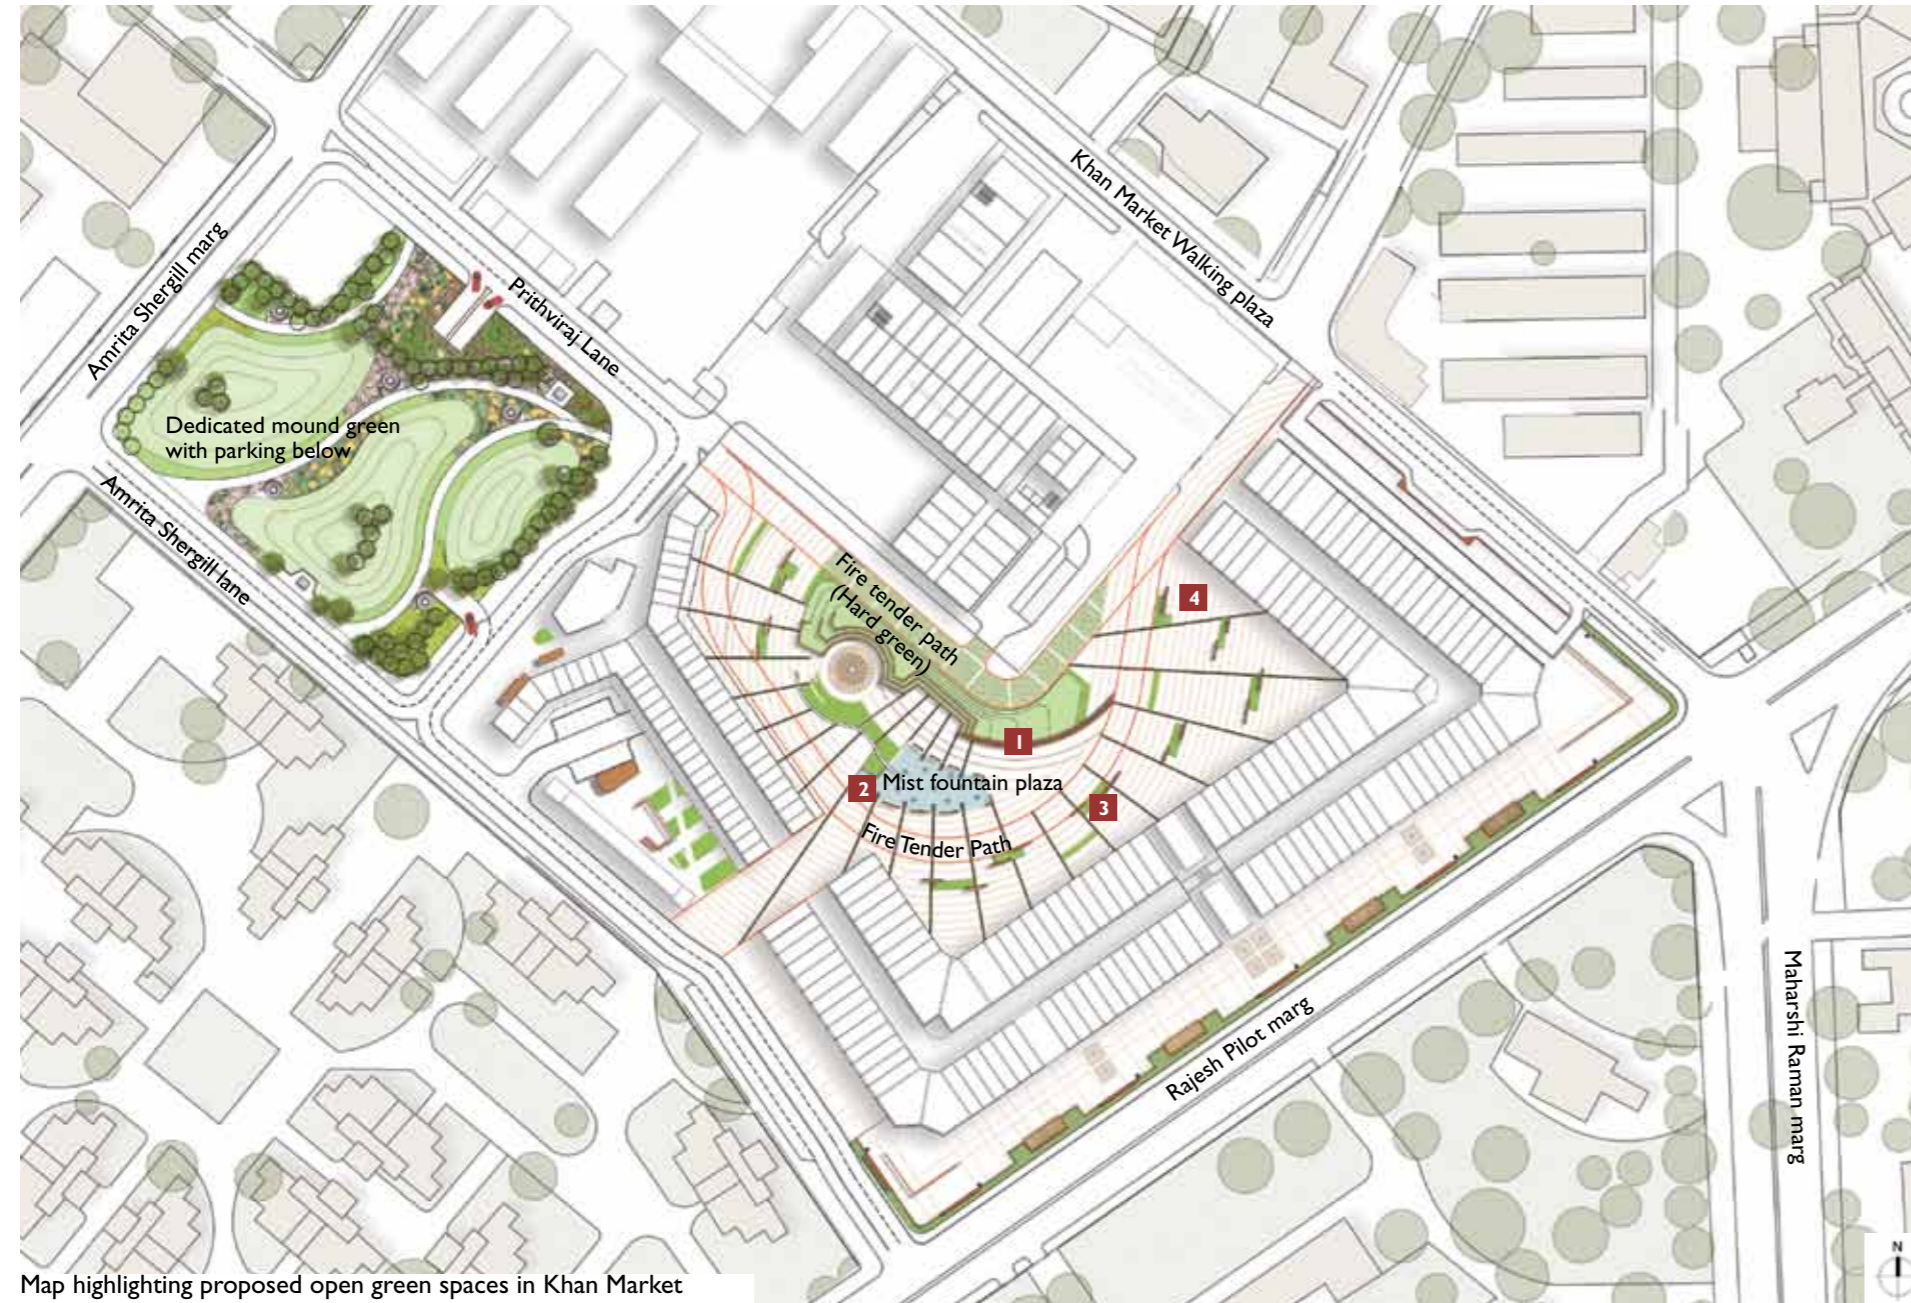 Khan Market Walking plaza
Amrita Shergill marg
Prithviraj Lane
Dedicated mound green
with parking below
Amrita Shergill lane
Fire tender path
(Hard green)
4
1
2
Mist fountain plaza
3
Fire Tender Path
Rajesh Pilot marg
Maharshi Raman marg
N
Map highlighting proposed open green spaces in Khan Market